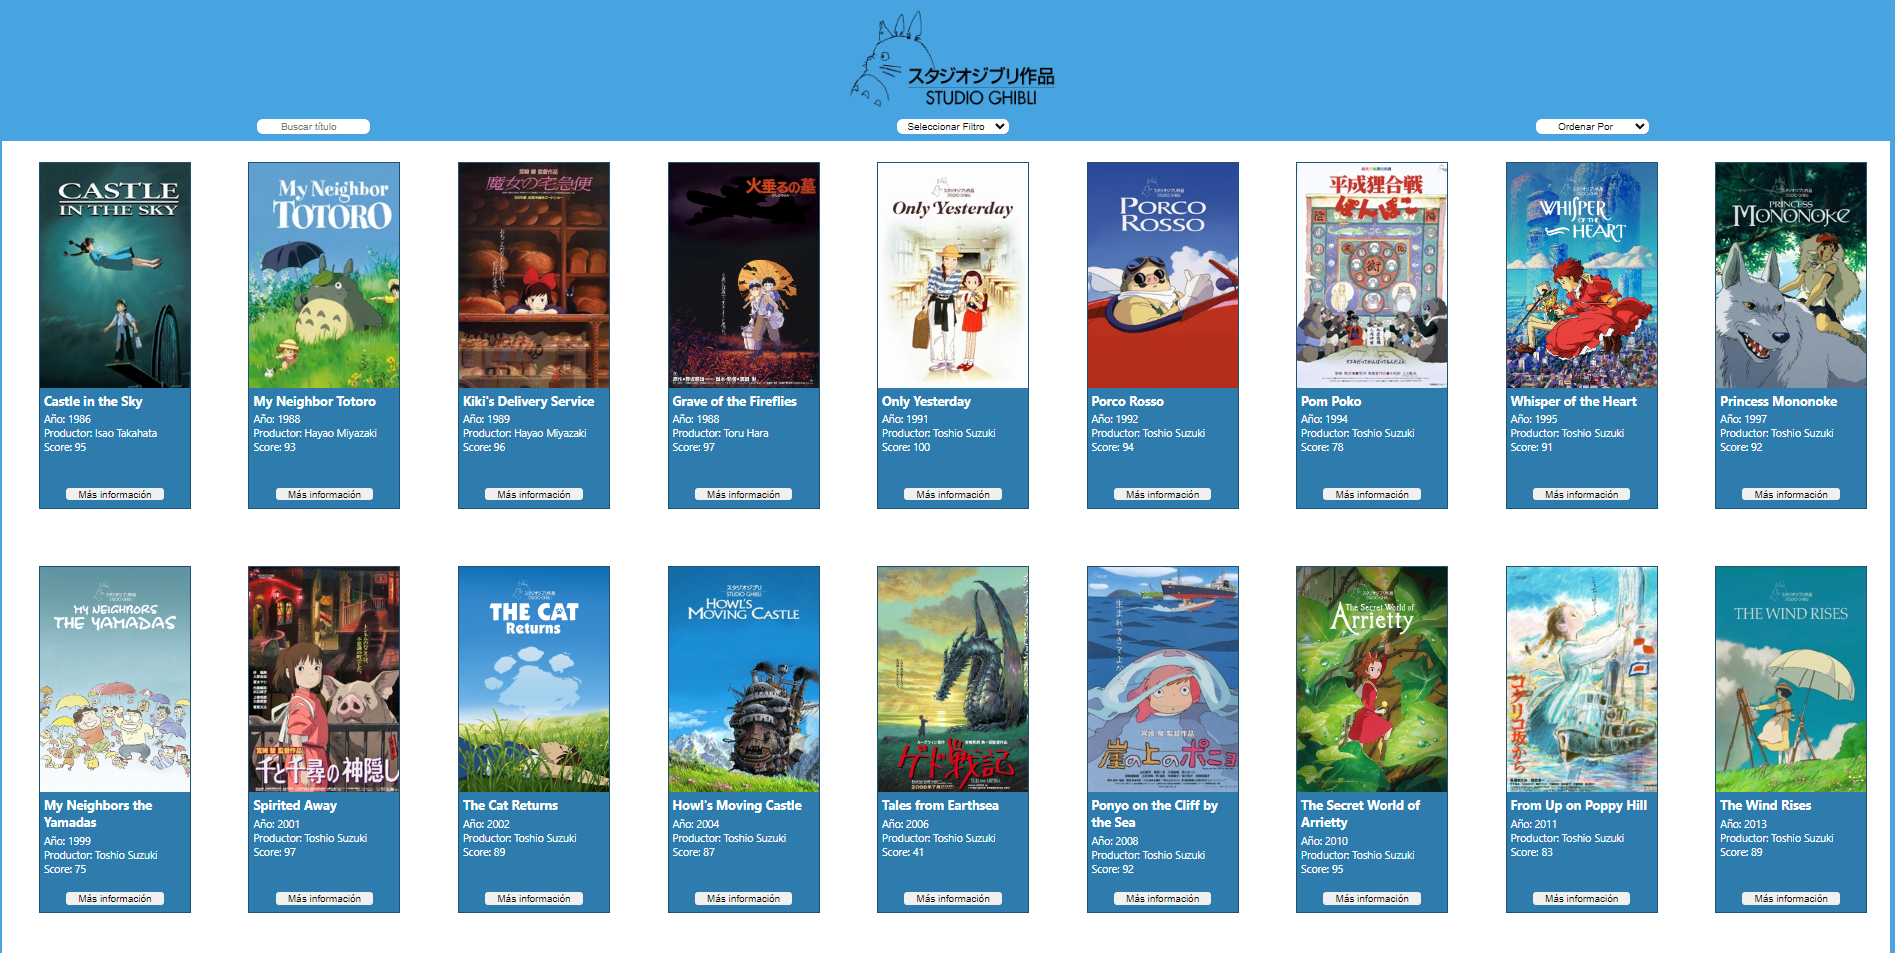 スタジオジブリ作品
STUDIO GHIBLI
Buscar título
Seleccionar Filtro
Ordenar Por
CASTLE
IN THE SKY
My Neighbor
TOTORO
魔女の宅急便
火垂るの墓
Only Yesterday
PORCO
ROSSO
平成狸合戦
ぽんぽこ
WHISPER
OF THE
HEART
PRINCESS
MONONOKE
Castle in the Sky
Año: 1986
Productor: Isao Takahata
Score: 95
Más información
My Neighbor Totoro
Año: 1988
Productor: Hayao Miyazaki
Score: 93
Más información
Kiki's Delivery Service
Año: 1989
Productor: Hayao Miyazaki
Score: 96
Más información
Grave of the Fireflies
Año: 1988
Productor: Toru Hara
Score: 97
Más información
Only Yesterday
Año: 1991
Productor: Toshio Suzuki
Score: 100
Más información
Porco Rosso
Año: 1992
Productor: Toshio Suzuki
Score: 94
Más información
Pom Poko
Año: 1994
Productor: Toshio Suzuki
Score: 78
Más información
Whisper of the Heart
Año: 1995
Productor: Toshio Suzuki
Score: 91
Más información
Princess Mononoke
Año: 1997
Productor: Toshio Suzuki
Score: 92
Más información
MY NEIGHBORS
THE YAMADAS
千と千尋の神隠し
THE CAT
Returns
HOWL'S
MOVING CASTLE
ゲド戦記
崖の上のポニョ
The Secret World of
Arrietty
コクリコ坂から
THE WIND RISES
My Neighbors the
Yamadas
Año: 1999
Productor: Toshio Suzuki
Score: 75
Más información
Spirited Away
Año: 2001
Productor: Toshio Suzuki
Score: 97
Más información
The Cat Returns
Año: 2002
Productor: Toshio Suzuki
Score: 89
Más información
Howl's Moving Castle
Año: 2004
Productor: Toshio Suzuki
Score: 87
Más información
Tales from Earthsea
Año: 2006
Productor: Toshio Suzuki
Score: 41
Más información
Ponyo on the Cliff by
the Sea
Año: 2008
Productor: Toshio Suzuki
Score: 92
Más información
The Secret World of
Arrietty
Año: 2010
Productor: Toshio Suzuki
Score: 95
Más información
From Up on Poppy Hill
Año: 2011
Productor: Toshio Suzuki
Score: 83
Más información
The Wind Rises
Año: 2013
Productor: Toshio Suzuki
Score: 89
Más información